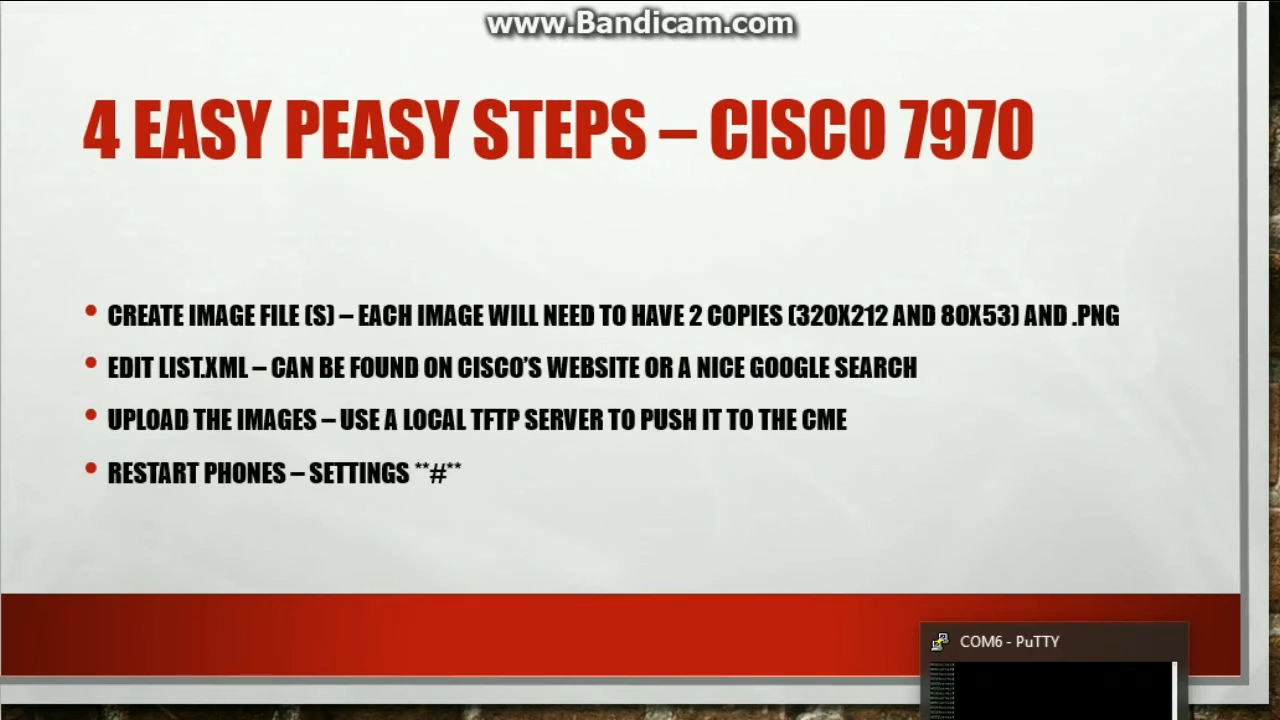 www.Bandicam.com
4 EASY PEASY STEPS – CISCO 7970
• CREATE IMAGE FILE (S) – EACH IMAGE WILL NEED TO HAVE 2 COPIES (320X212 AND 80X53) AND .PNG
• EDIT LIST.XML – CAN BE FOUND ON CISCO'S WEBSITE OR A NICE GOOGLE SEARCH
• UPLOAD THE IMAGES – USE A LOCAL TFTP SERVER TO PUSH IT TO THE CME
• RESTART PHONES – SETTINGS **#**
COM6 - PuTTY